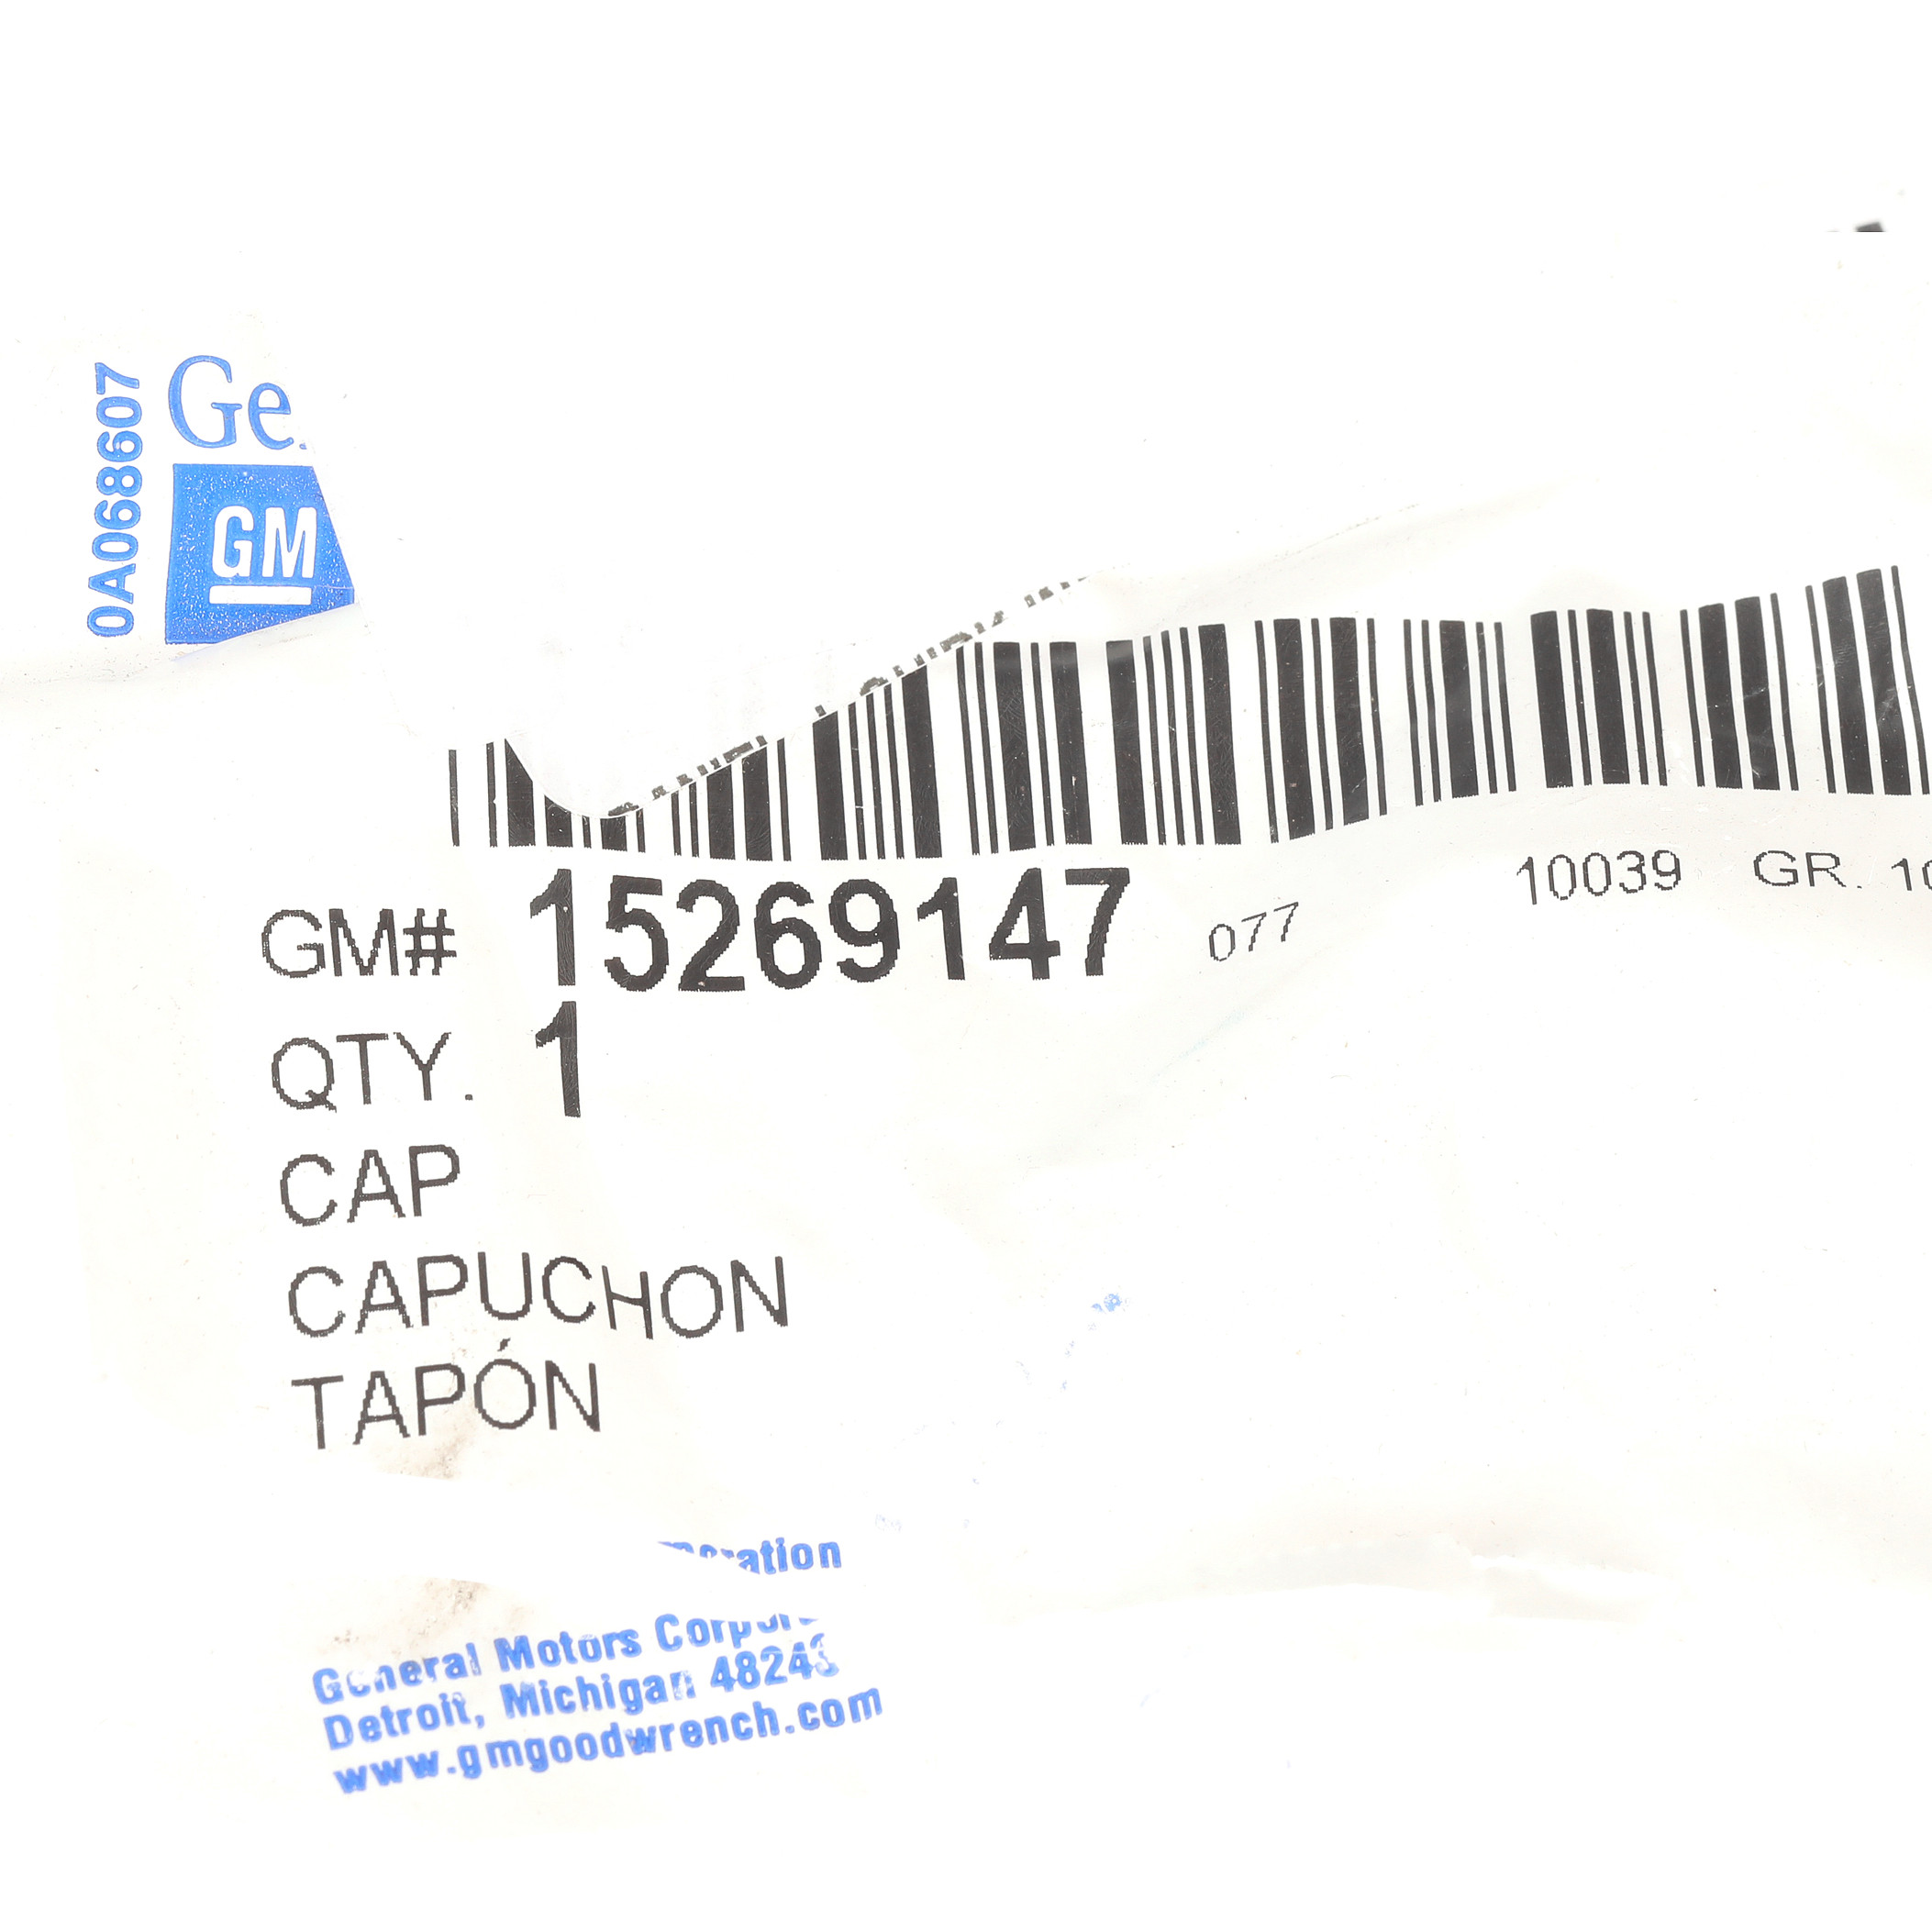 0A068607
GM
GM# 15269147 077 10039 GR.
QTY. 1
CAP
CAPUCHON
TAPÓN
General Motors
Detroit, Michigan
www.gmgoodwrench.com